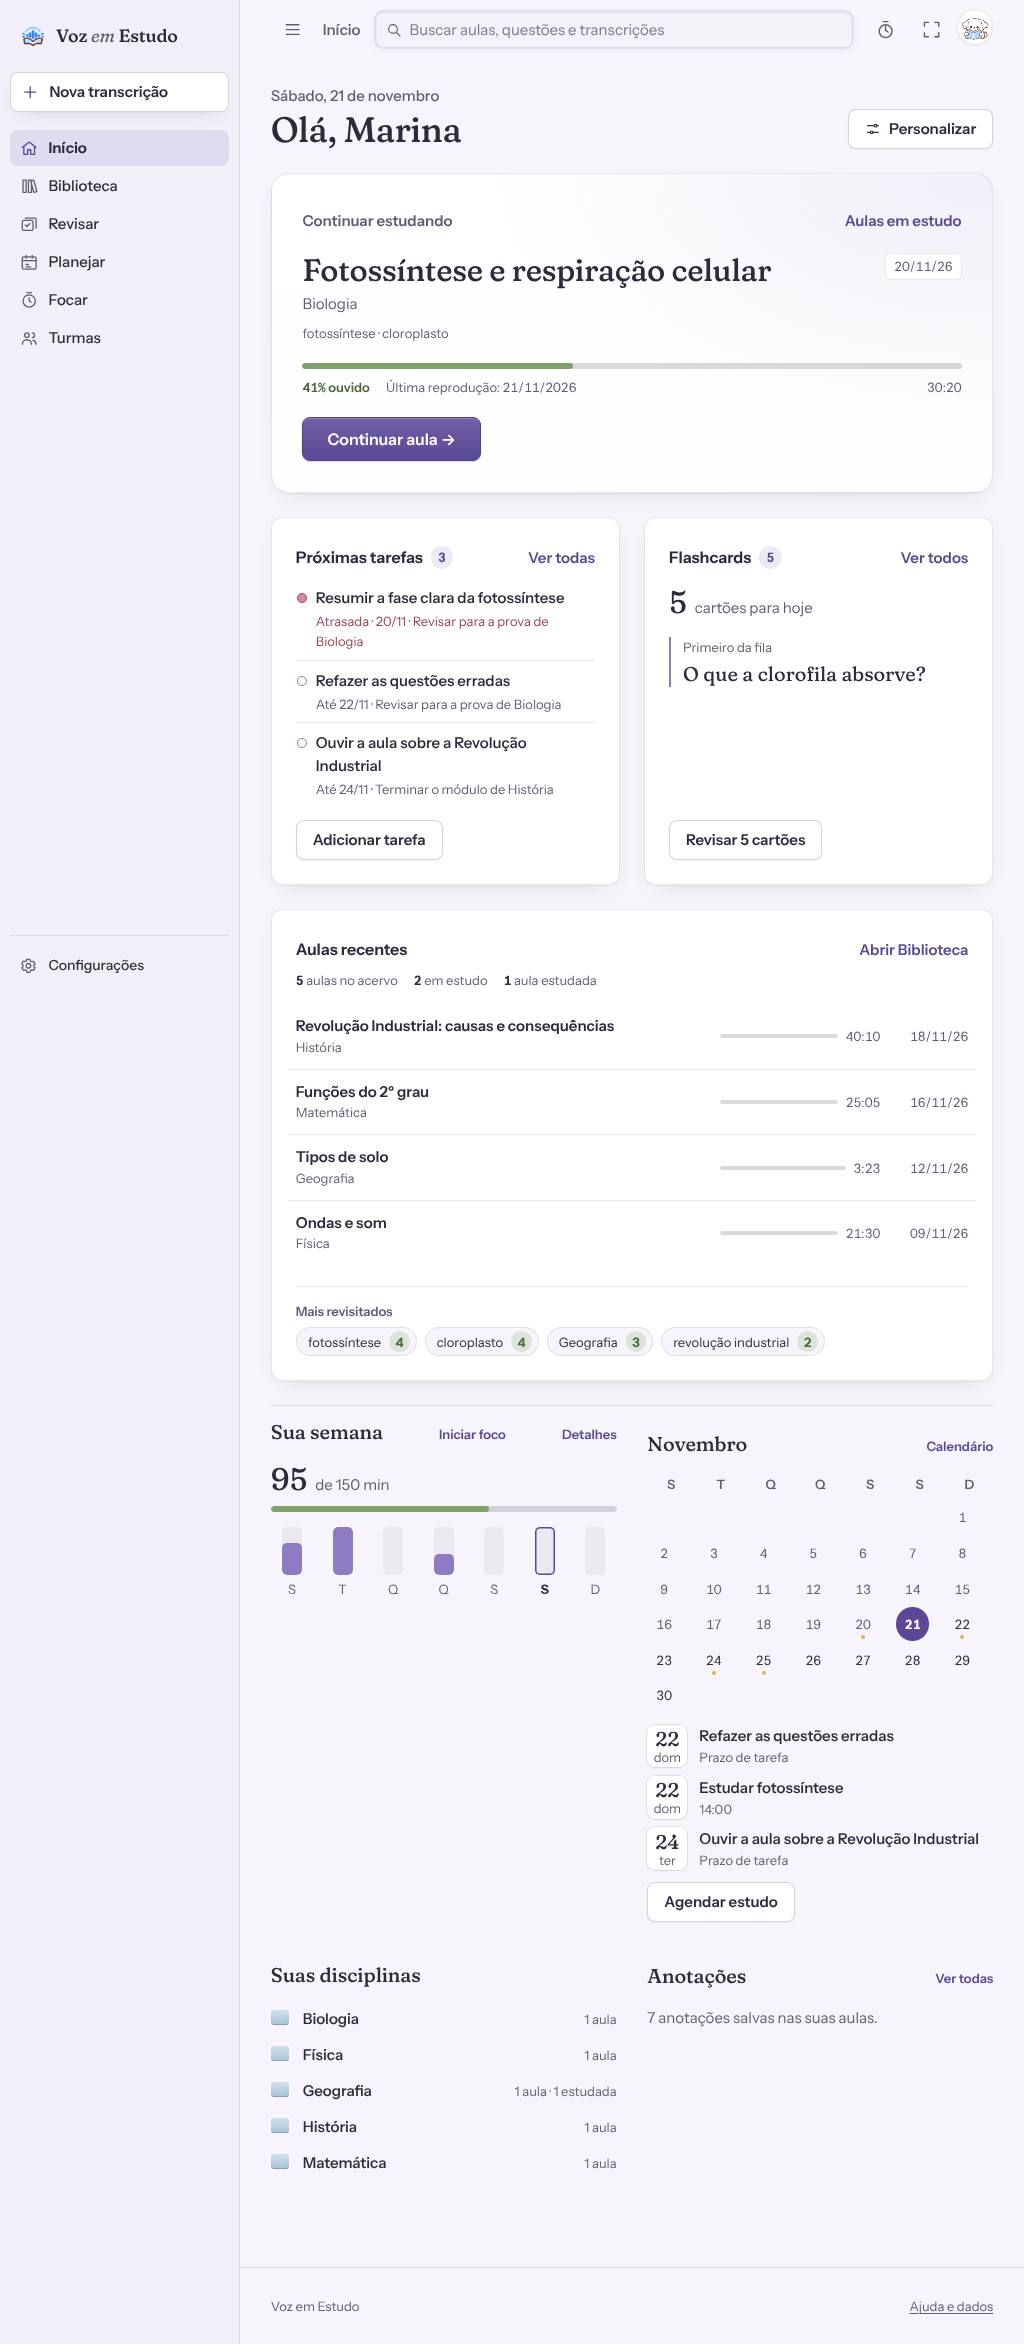 Voz em Estudo
Nova transcrição
Início
Biblioteca
Revisar
Planejar
Focar
Turmas
Configurações
Início
Buscar aulas, questões e transcrições
Sábado, 21 de novembro
Olá, Marina
Personalizar
Continuar estudando
Aulas em estudo
Fotossíntese e respiração celular
20/11/26
Biologia
fotossíntese · cloroplasto
41% ouvido Última reprodução: 21/11/2026 30:20
Continuar aula →
Próximas tarefas 3 Ver todas
Resumir a fase clara da fotossíntese
Atrasada · 20/11 · Revisar para a prova de
Biologia
Refazer as questões erradas
Até 22/11 · Revisar para a prova de Biologia
Ouvir a aula sobre a Revolução
Industrial
Até 24/11 · Terminar o módulo de História
Adicionar tarefa
Flashcards 5 Ver todos
5 cartões para hoje
Primeiro da fila
O que a clorofila absorve?
Revisar 5 cartões
Aulas recentes Abrir Biblioteca
5 aulas no acervo 2 em estudo 1 aula estudada
Revolução Industrial: causas e consequências
História
40:10 18/11/26
Funções do 2º grau
Matemática
25:05 16/11/26
Tipos de solo
Geografia
3:23 12/11/26
Ondas e som
Física
21:30 09/11/26
Mais revisitados
fotossíntese 4 cloroplasto 4 Geografia 3 revolução industrial 2
Sua semana Iniciar foco Detalhes
95 de 150 min
S T Q Q S S D
Novembro Calendário
S T Q Q S S D
1
2 3 4 5 6 7 8
9 10 11 12 13 14 15
16 17 18 19 20 21 22
23 24 25 26 27 28 29
30
22 Refazer as questões erradas
dom Prazo de tarefa
22 Estudar fotossíntese
dom 14:00
24 Ouvir a aula sobre a Revolução Industrial
ter Prazo de tarefa
Agendar estudo
Suas disciplinas
Biologia 1 aula
Física 1 aula
Geografia 1 aula · 1 estudada
História 1 aula
Matemática 1 aula
Anotações Ver todas
7 anotações salvas nas suas aulas.
Voz em Estudo
Ajuda e dados